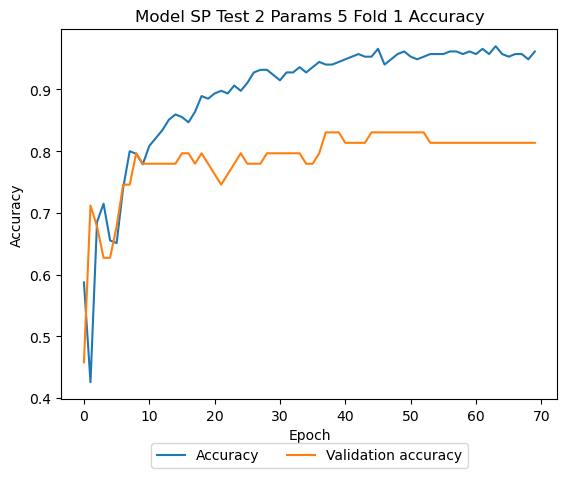 Model SP Test 2 Params 5 Fold 1 Accuracy
Accuracy
0.9
0.8
0.7
0.6
0.5
0.4
0 10 20 30 40 50 60 70
Epoch
Accuracy Validation accuracy